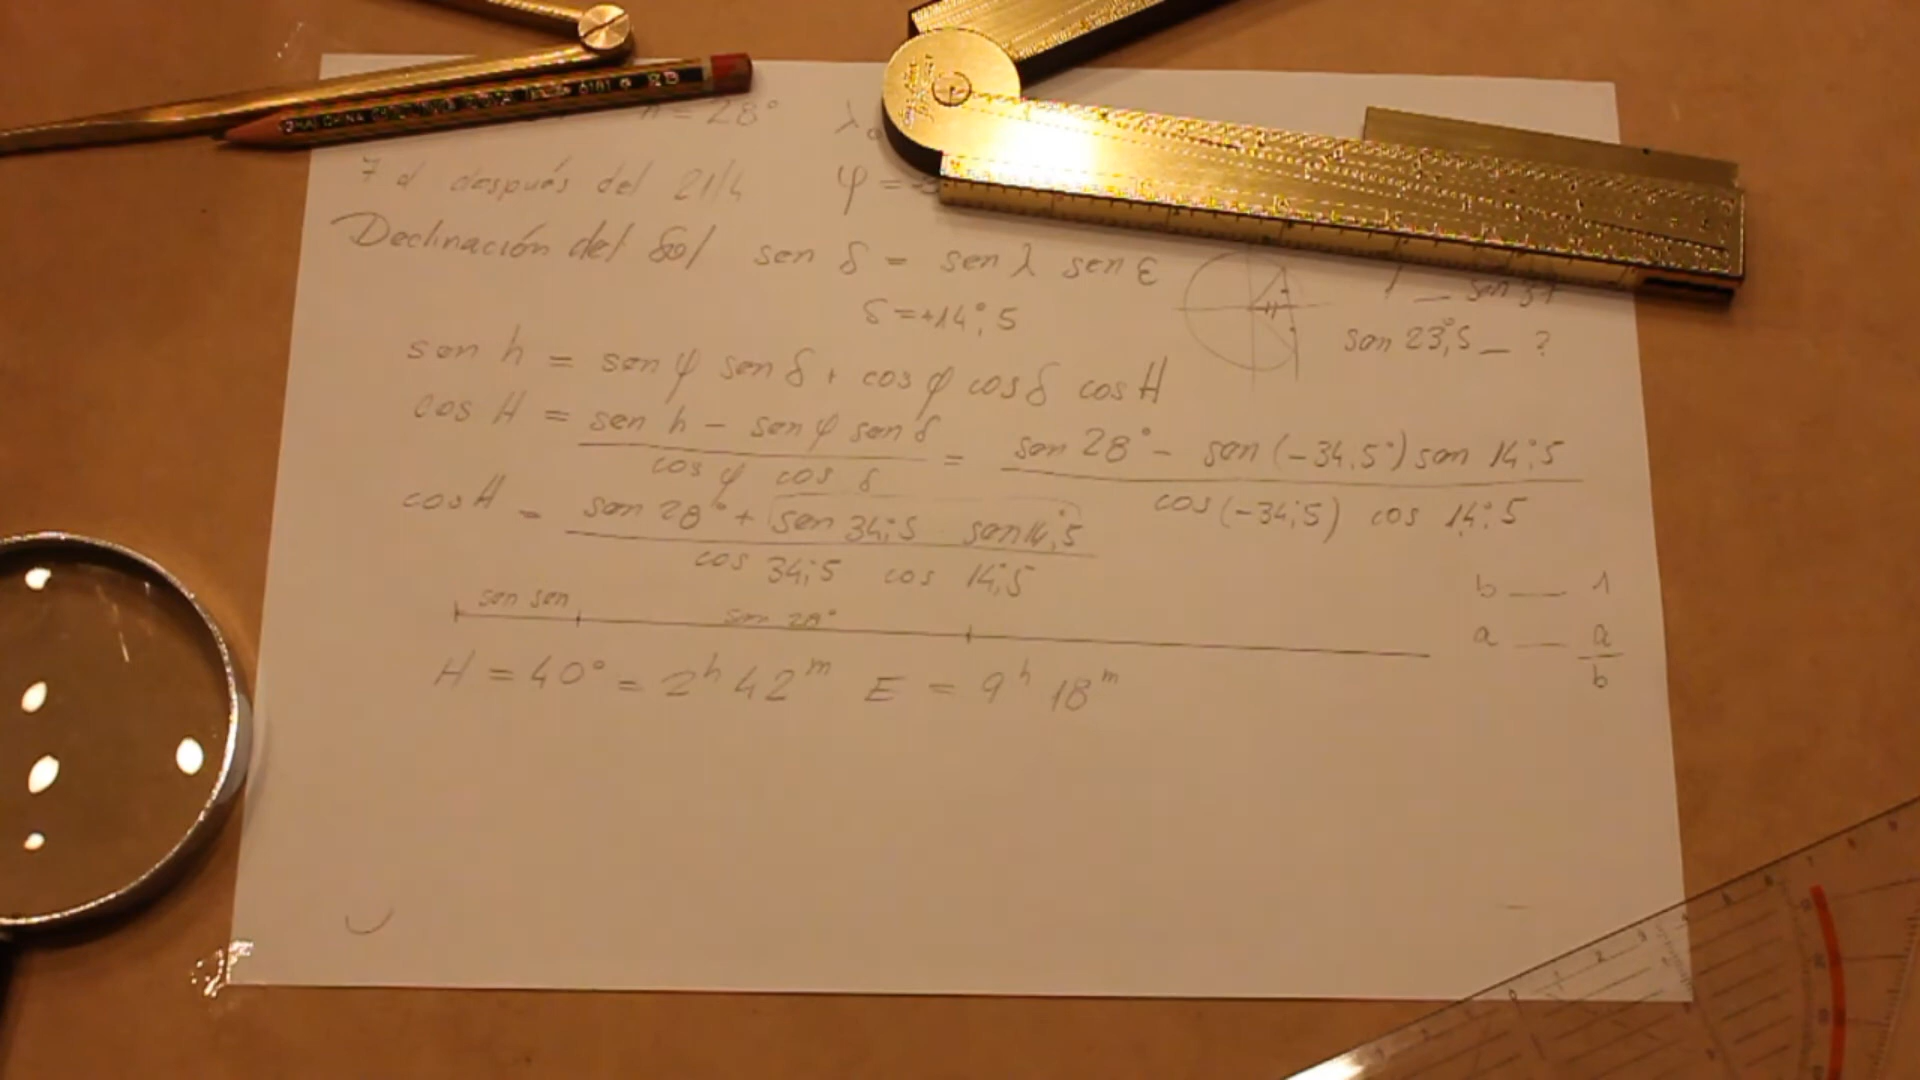 h = 28° λ
7 d después del 21/4 φ = -
Declinación del Sol sen δ = sen λ sen ε
δ = +14°,5
1 — sen 37
sen 23°,5 — ?
sen h = sen φ sen δ + cos φ cos δ cos H
cos H = sen h - sen φ sen δ / cos φ cos δ = sen 28° - sen (-34,5°) sen 14°,5 / cos (-34°,5) cos 14°,5
cos H = sen 28° + sen 34°,5 sen 14°,5 / cos 34°,5 cos 14°,5
sen sen sen 28°
b — 1
a — a/b
H = 40° = 2h 42m E = 9h 18m